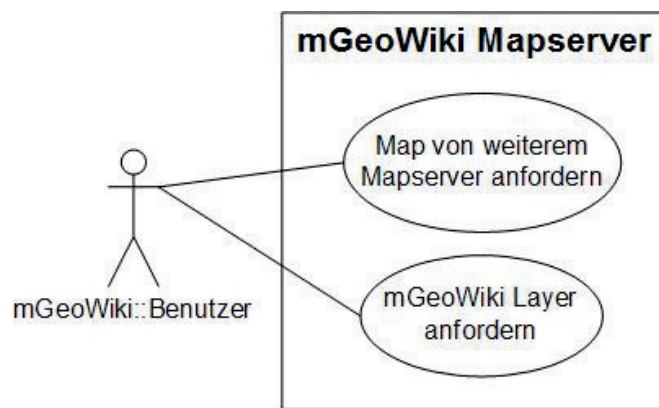 mGeoWiki Mapserver
Map von weiterem
Mapserver anfordern
mGeoWiki::Benutzer
mGeoWiki Layer
anfordern